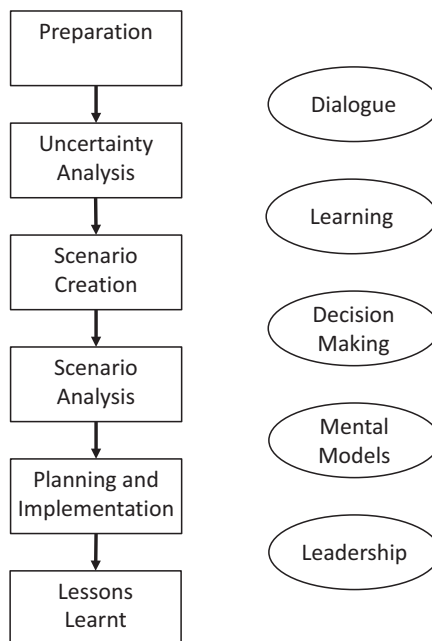 Preparation
Uncertainty
Analysis
Scenario
Creation
Scenario
Analysis
Planning and
Implementation
Lessons
Learnt
Dialogue
Learning
Decision
Making
Mental
Models
Leadership